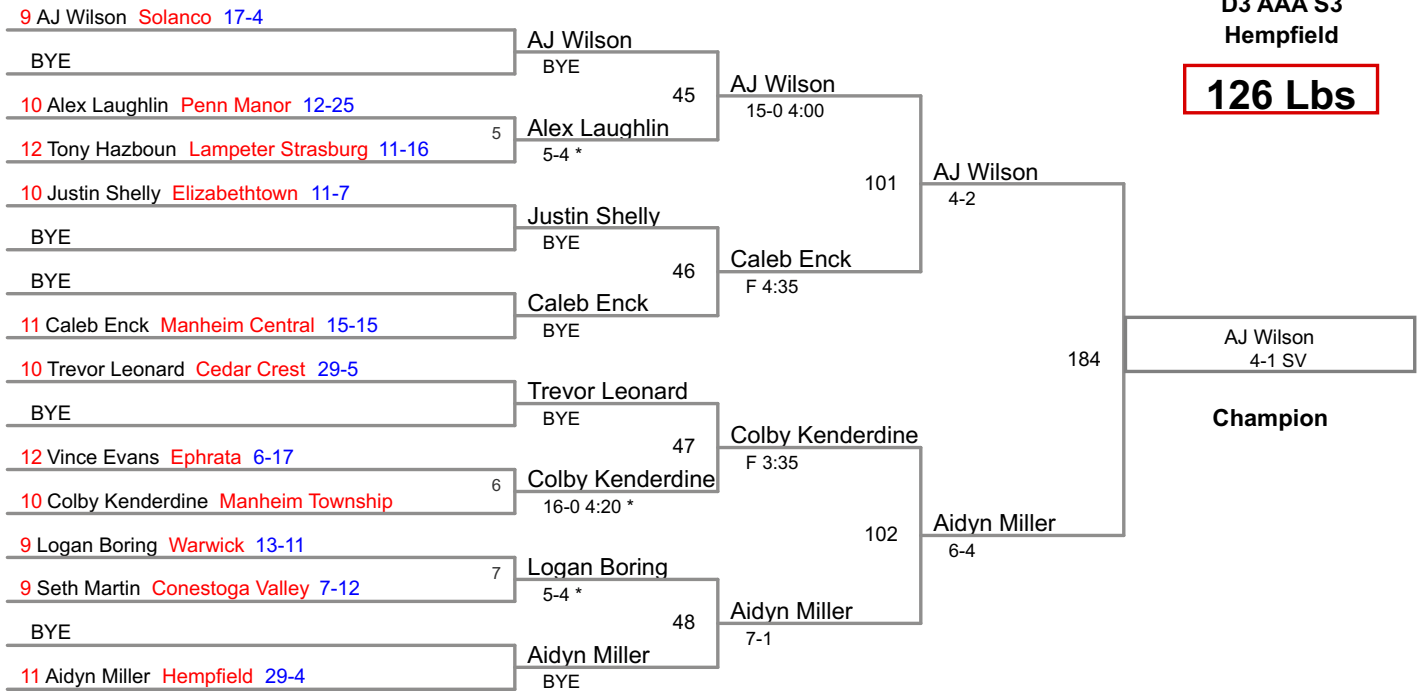 D3 AAA S3
Hempfield
126 Lbs
9 AJ Wilson Solanco 17-4
BYE
10 Alex Laughlin Penn Manor 12-25
12 Tony Hazboun Lampeter Strasburg 11-16
10 Justin Shelly Elizabethtown 11-7
BYE
BYE
11 Caleb Enck Manheim Central 15-15
10 Trevor Leonard Cedar Crest 29-5
BYE
12 Vince Evans Ephrata 6-17
10 Colby Kenderdine Manheim Township
9 Logan Boring Warwick 13-11
9 Seth Martin Conestoga Valley 7-12
BYE
11 Aidyn Miller Hempfield 29-4
5
6
7
AJ Wilson
BYE
Alex Laughlin
5-4 *
Justin Shelly
BYE
Caleb Enck
BYE
Trevor Leonard
BYE
Colby Kenderdine
16-0 4:20 *
Logan Boring
5-4 *
Aidyn Miller
BYE
45
46
47
48
AJ Wilson
15-0 4:00
Caleb Enck
F 4:35
Colby Kenderdine
F 3:35
Aidyn Miller
7-1
101
102
AJ Wilson
4-2
Aidyn Miller
6-4
184
AJ Wilson
4-1 SV
Champion